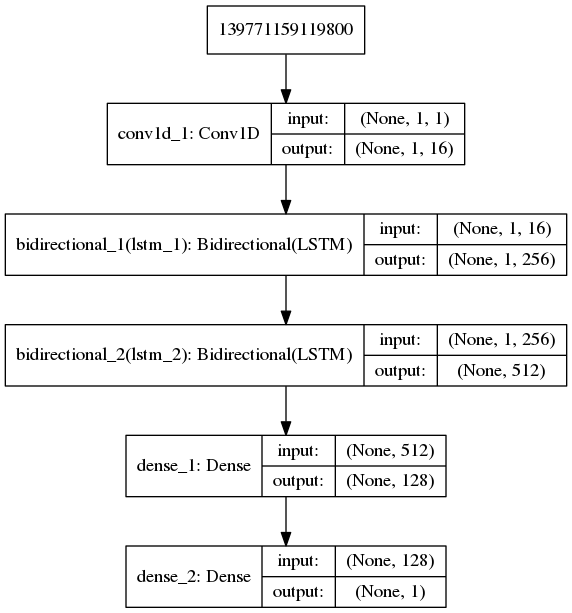 139771159119800
conv1d_1: Conv1D
input:
(None, 1, 1)
output:
(None, 1, 16)
bidirectional_1(lstm_1): Bidirectional(LSTM)
input:
(None, 1, 16)
output:
(None, 1, 256)
bidirectional_2(lstm_2): Bidirectional(LSTM)
input:
(None, 1, 256)
output:
(None, 512)
dense_1: Dense
input:
(None, 512)
output:
(None, 128)
dense_2: Dense
input:
(None, 128)
output:
(None, 1)